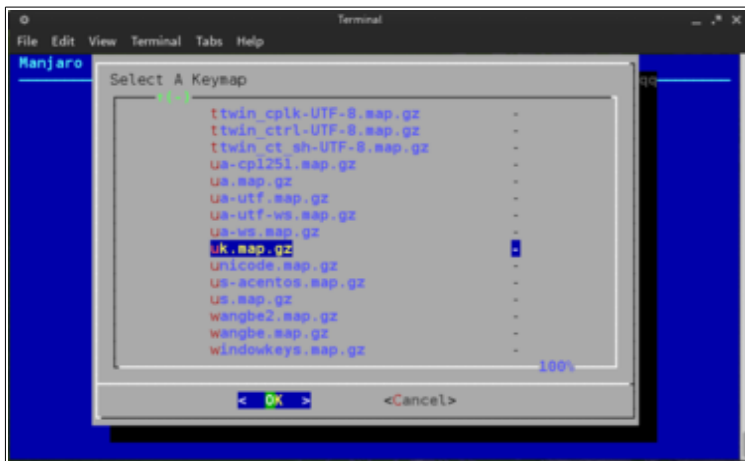 Terminal
File Edit View Terminal Tabs Help
Manjaro
Select A Keymap
qq
^(-)
ttwin_cplk-UTF-8.map.gz -
ttwin_ctrl-UTF-8.map.gz -
ttwin_ct_sh-UTF-8.map.gz -
ua-cp1251.map.gz -
ua.map.gz -
ua-utf.map.gz -
ua-utf-ws.map.gz -
ua-ws.map.gz -
uk.map.gz -
unicode.map.gz -
us-acentos.map.gz -
us.map.gz -
wangbe2.map.gz -
wangbe.map.gz -
windowkeys.map.gz -
100%
< OK > <Cancel>